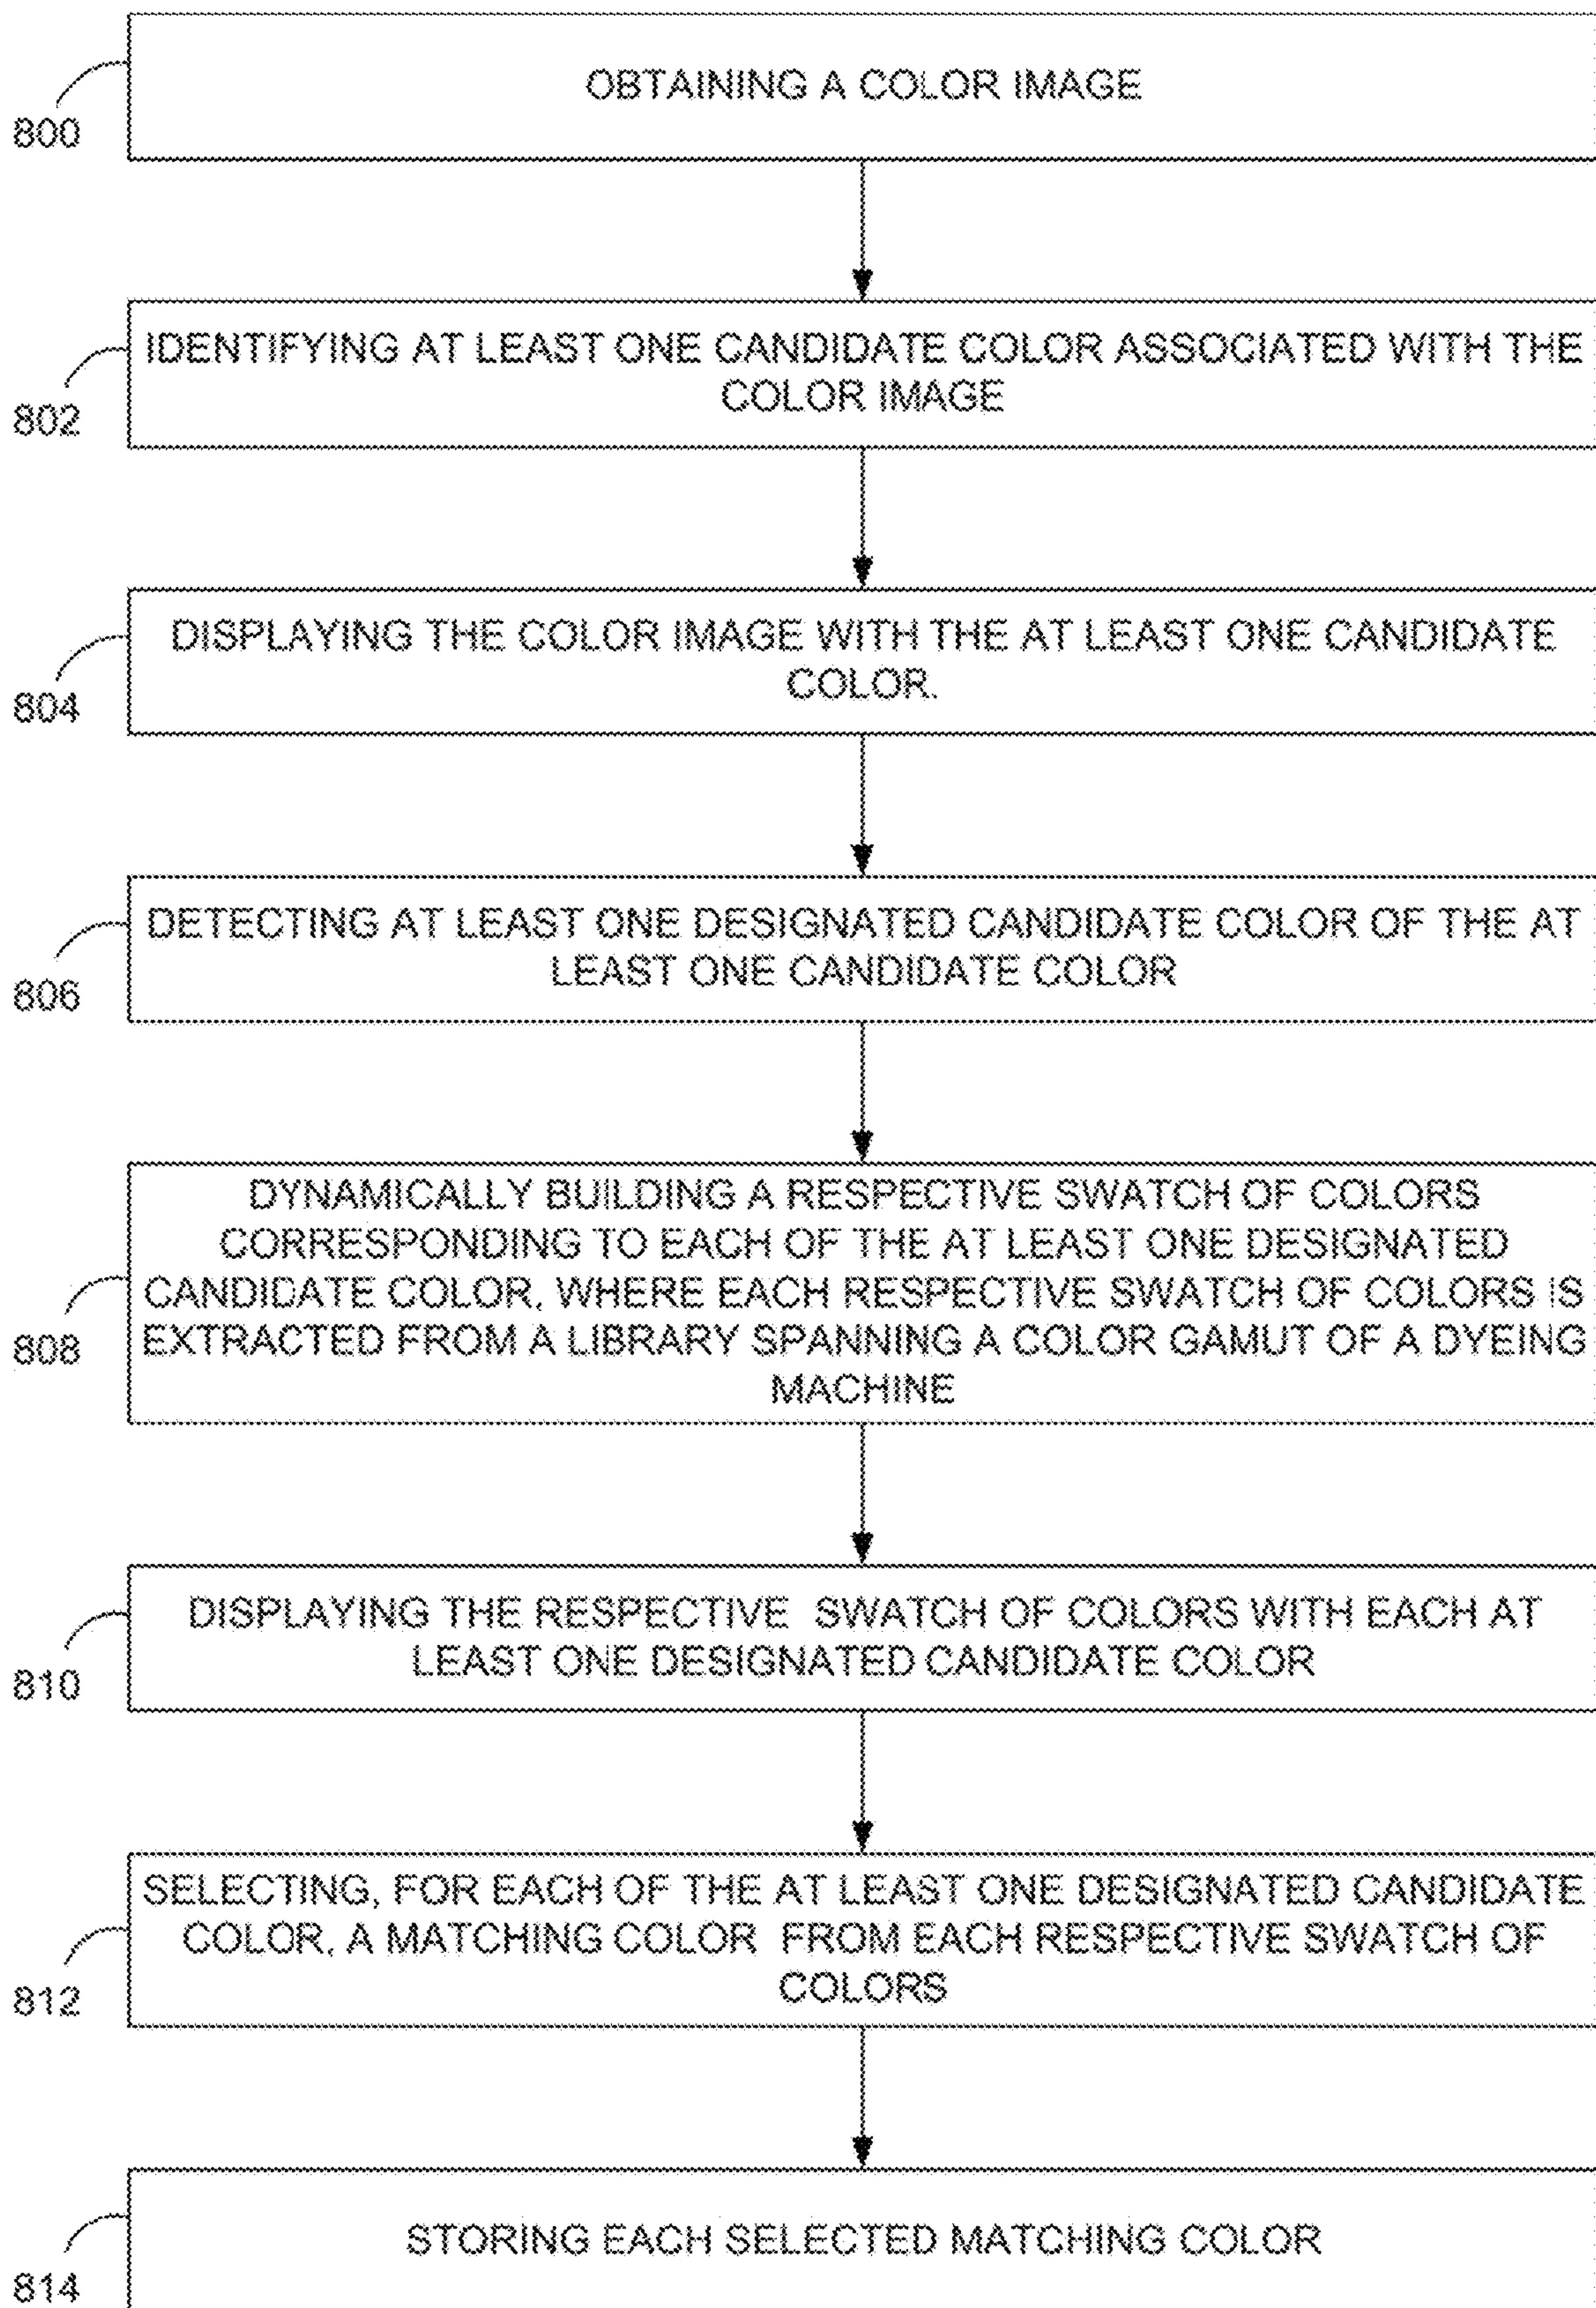 OBTAINING A COLOR IMAGE
800
IDENTIFYING AT LEAST ONE CANDIDATE COLOR ASSOCIATED WITH THE
COLOR IMAGE
802
DISPLAYING THE COLOR IMAGE WITH THE AT LEAST ONE CANDIDATE
COLOR.
804
DETECTING AT LEAST ONE DESIGNATED CANDIDATE COLOR OF THE AT
LEAST ONE CANDIDATE COLOR
806
DYNAMICALLY BUILDING A RESPECTIVE SWATCH OF COLORS
CORRESPONDING TO EACH OF THE AT LEAST ONE DESIGNATED
CANDIDATE COLOR, WHERE EACH RESPECTIVE SWATCH OF COLORS IS
EXTRACTED FROM A LIBRARY SPANNING A COLOR GAMUT OF A DYEING
MACHINE
808
DISPLAYING THE RESPECTIVE SWATCH OF COLORS WITH EACH AT
LEAST ONE DESIGNATED CANDIDATE COLOR
810
SELECTING, FOR EACH OF THE AT LEAST ONE DESIGNATED CANDIDATE
COLOR, A MATCHING COLOR FROM EACH RESPECTIVE SWATCH OF
COLORS
812
STORING EACH SELECTED MATCHING COLOR
814